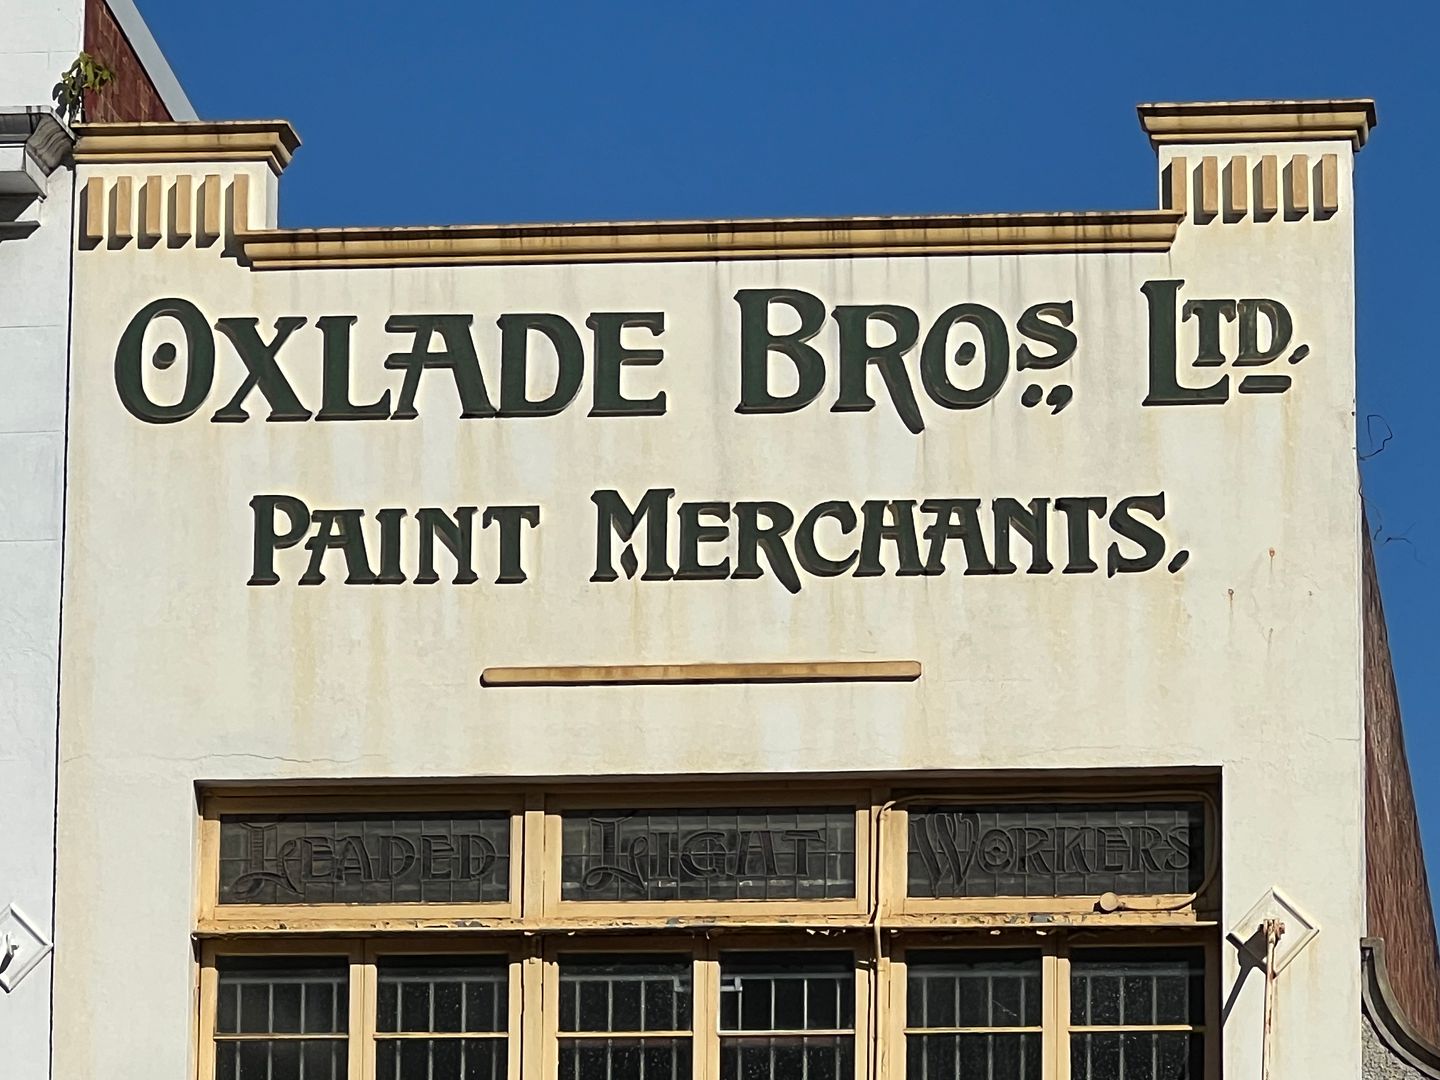 OXLADE BROS. LTD.
PAINT MERCHANTS.
LEADED LIGHT WORKERS